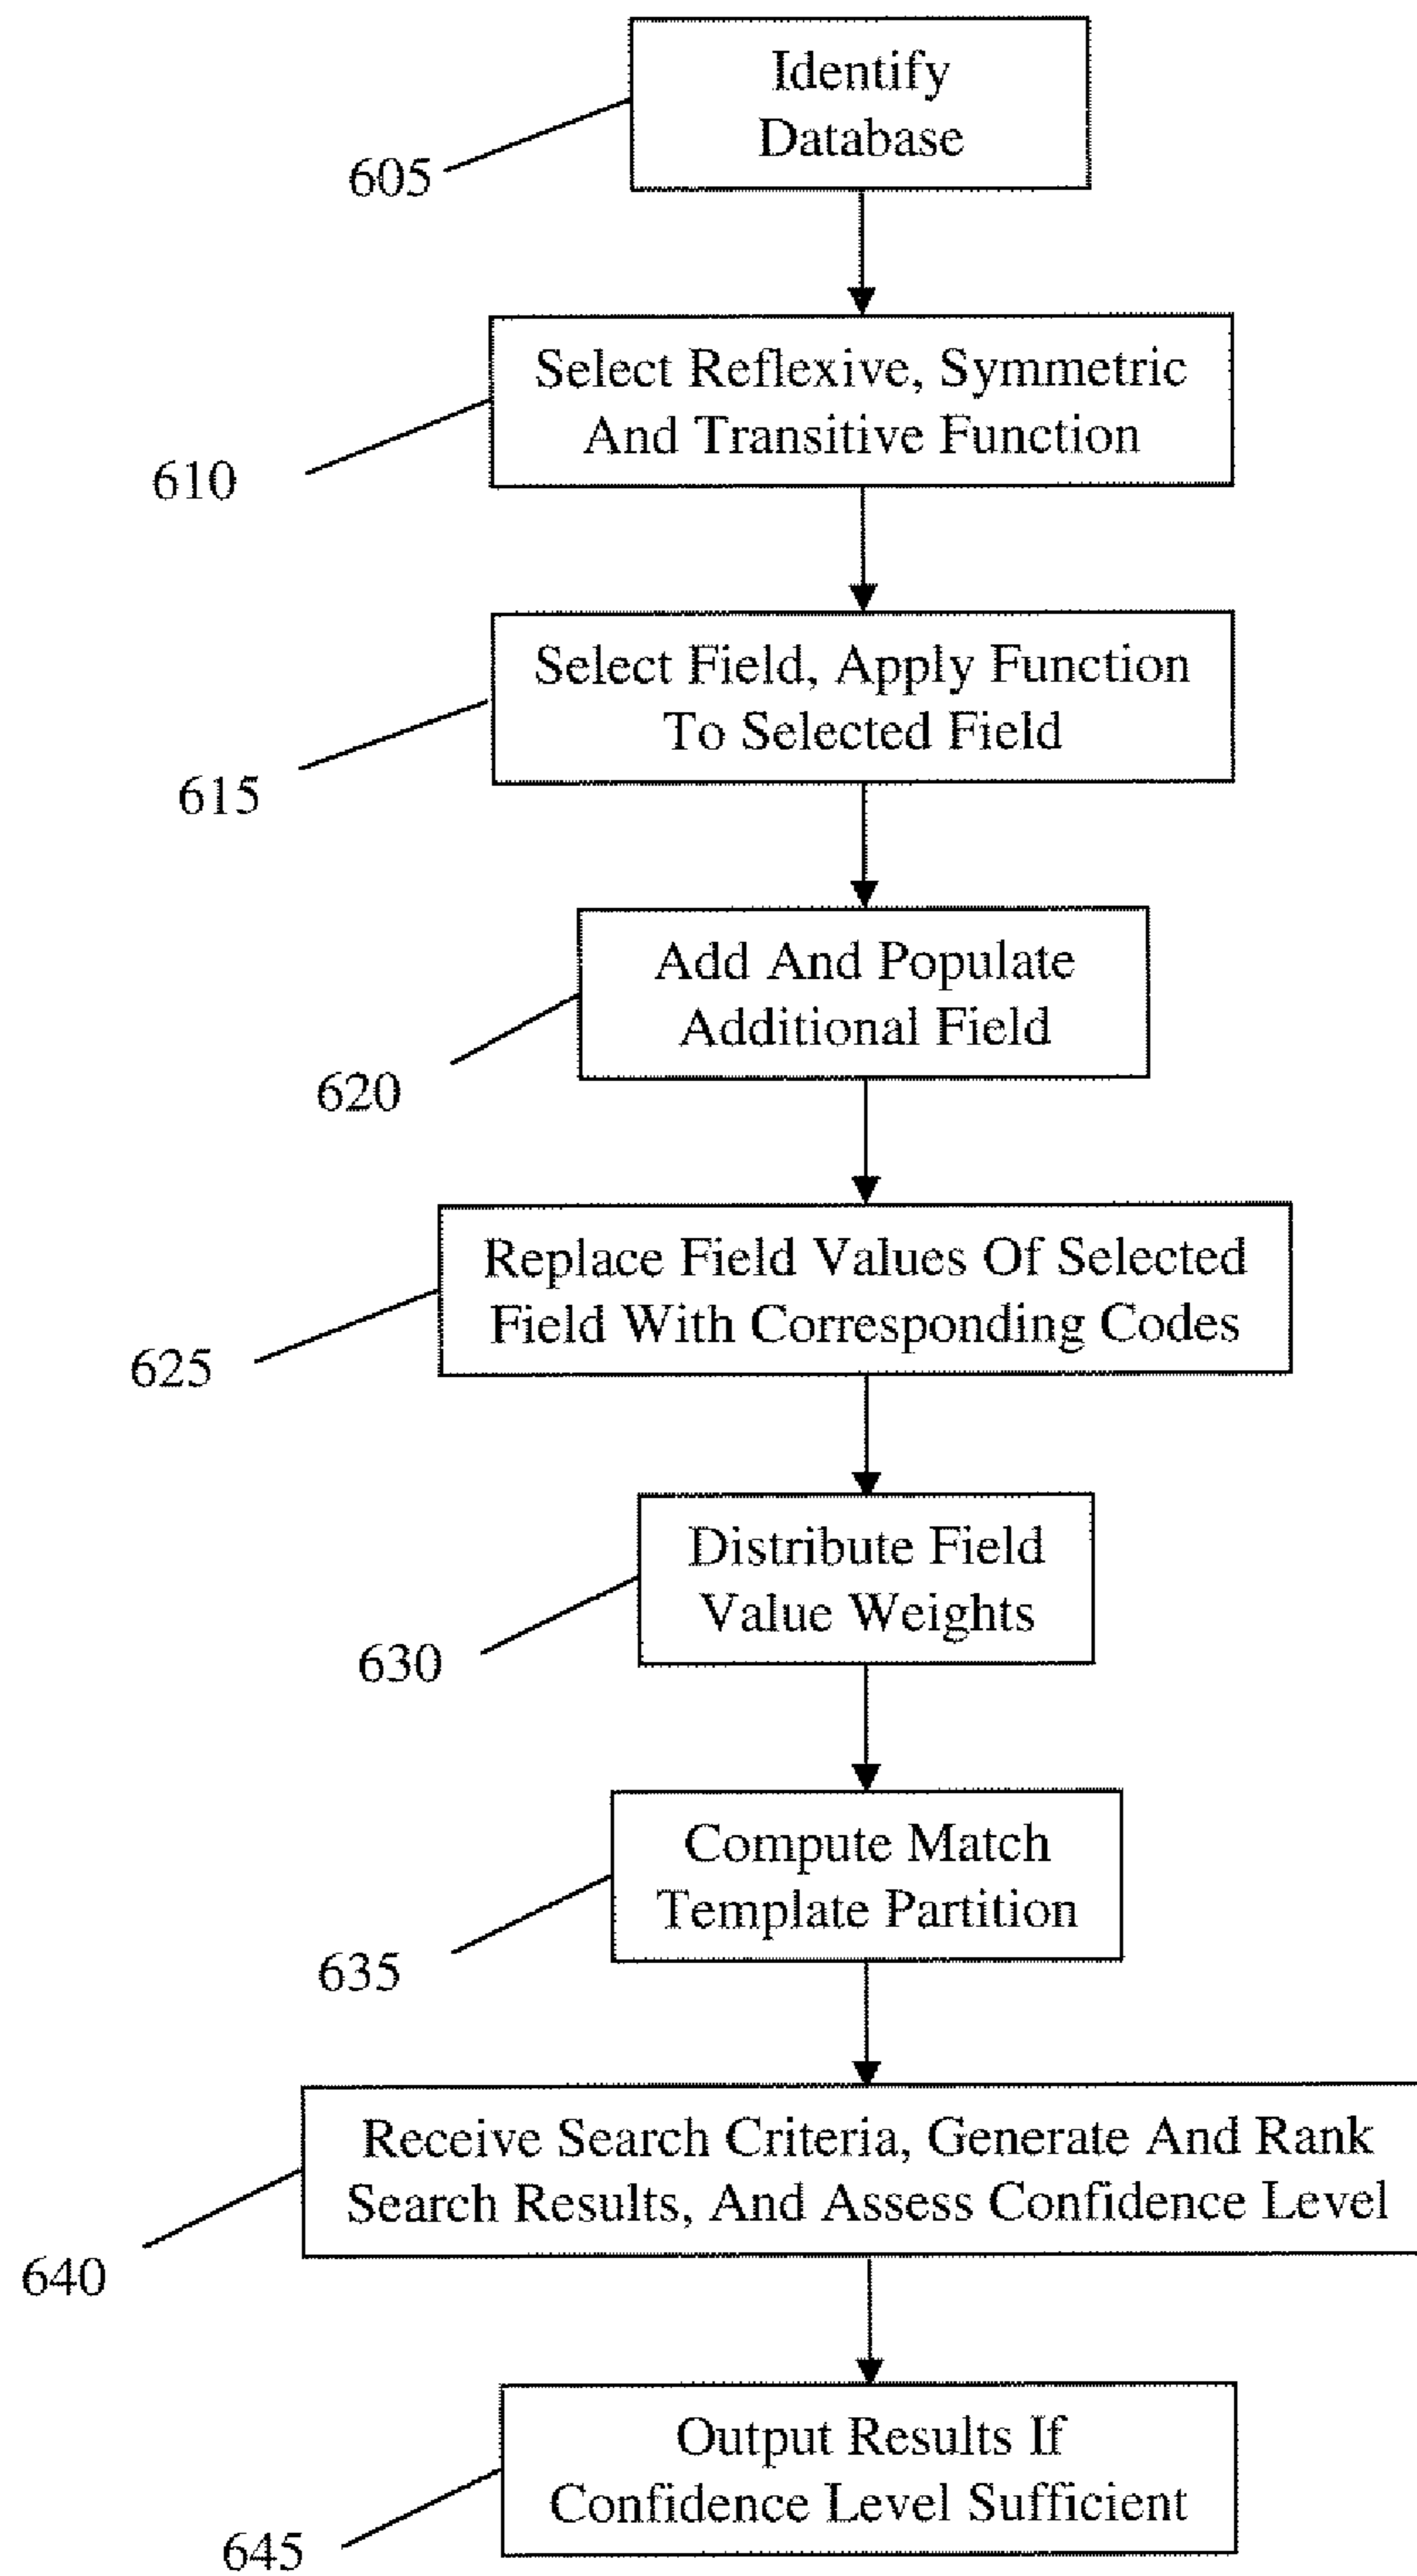 Identify
Database
605
Select Reflexive, Symmetric
And Transitive Function
610
Select Field, Apply Function
To Selected Field
615
Add And Populate
Additional Field
620
Replace Field Values Of Selected
Field With Corresponding Codes
625
Distribute Field
Value Weights
630
Compute Match
Template Partition
635
Receive Search Criteria, Generate And Rank
Search Results, And Assess Confidence Level
640
Output Results If
Confidence Level Sufficient
645